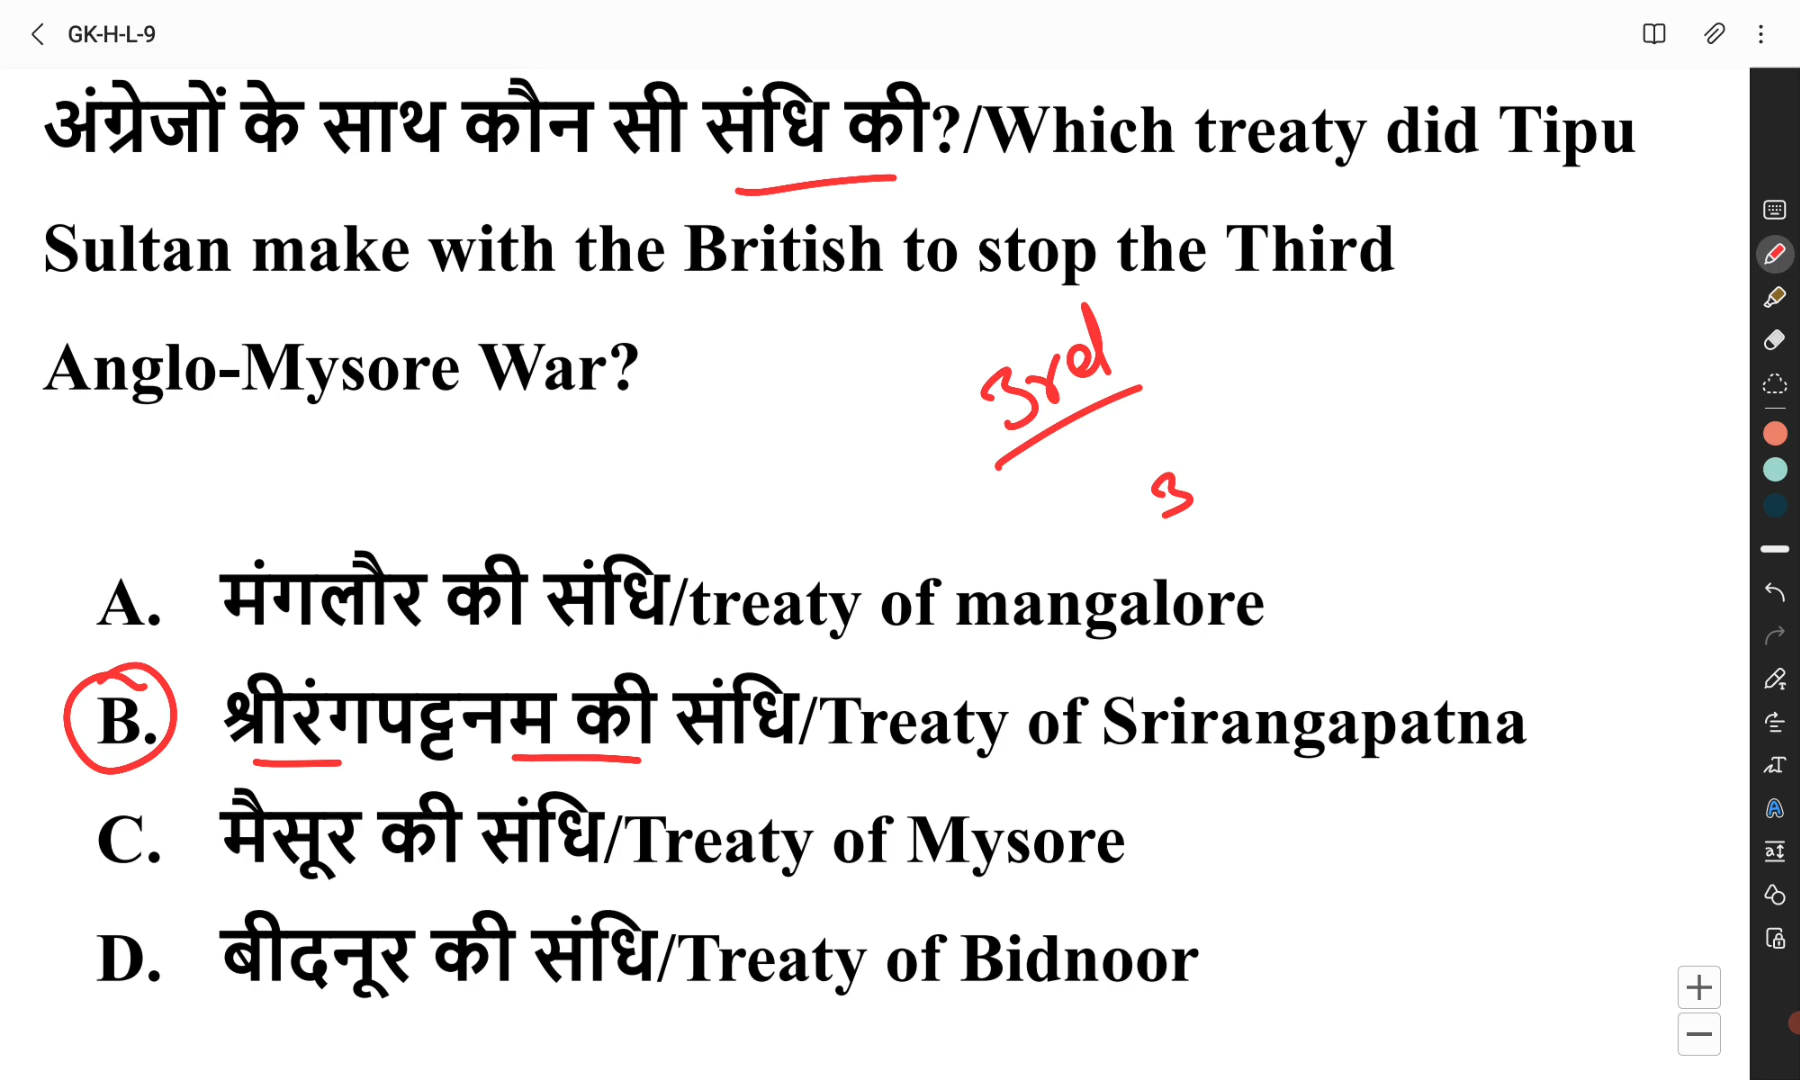 GK-H-L-9
अंग्रेजों के साथ कौन सी संधि की?/Which treaty did Tipu
Sultan make with the British to stop the Third
Anglo-Mysore War?
3rd
3
A. मंगलौर की संधि/treaty of mangalore
B. श्रीरंगपट्टनम की संधि/Treaty of Srirangapatna
C. मैसूर की संधि/Treaty of Mysore
D. बीदनूर की संधि/Treaty of Bidnoor